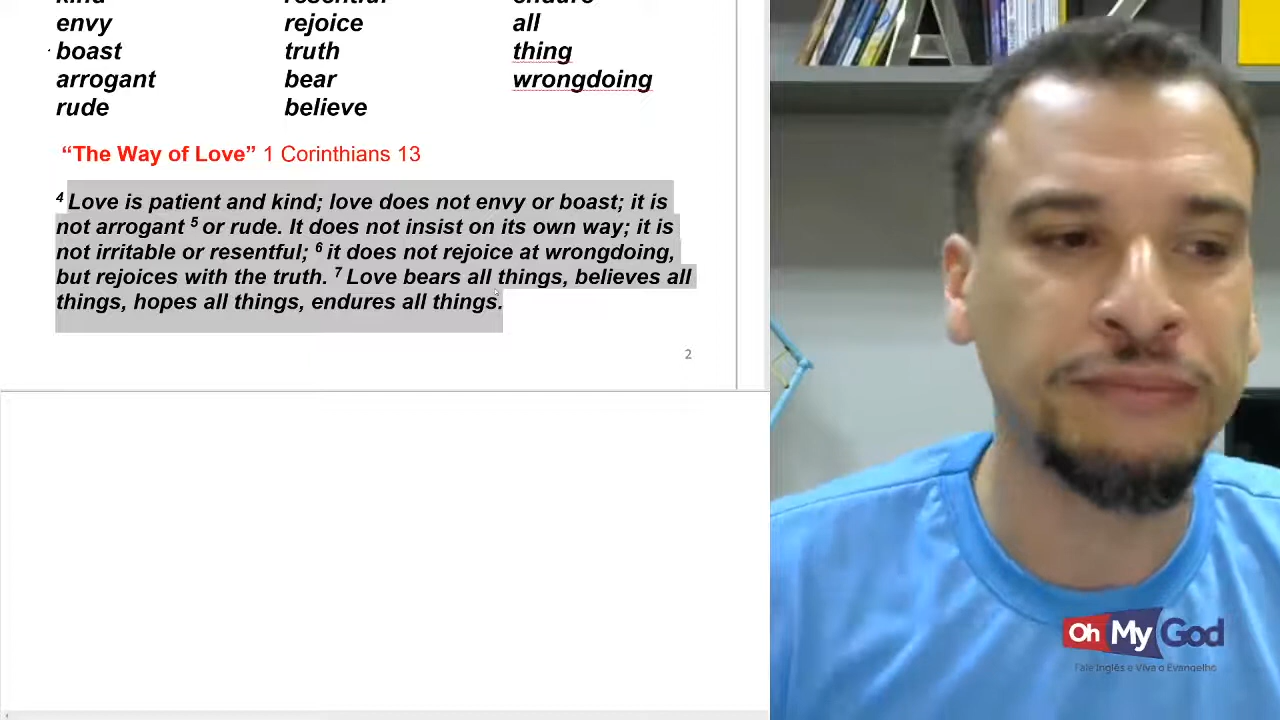 kind resentful endure
envy rejoice all
boast truth thing
arrogant bear wrongdoing
rude believe
“The Way of Love” 1 Corinthians 13
4 Love is patient and kind; love does not envy or boast; it is
not arrogant 5 or rude. It does not insist on its own way; it is
not irritable or resentful; 6 it does not rejoice at wrongdoing,
but rejoices with the truth. 7 Love bears all things, believes all
things, hopes all things, endures all things.
2
Oh My God
Fale Inglês e Viva o Evangelho